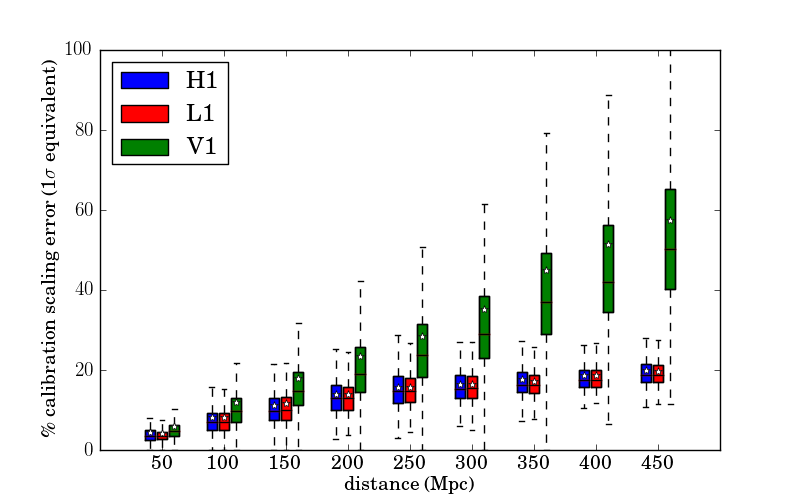 % calibration scaling error (1σ equivalent)
100
80
60
40
20
0
H1
L1
V1
50 100 150 200 250 300 350 400 450
distance (Mpc)